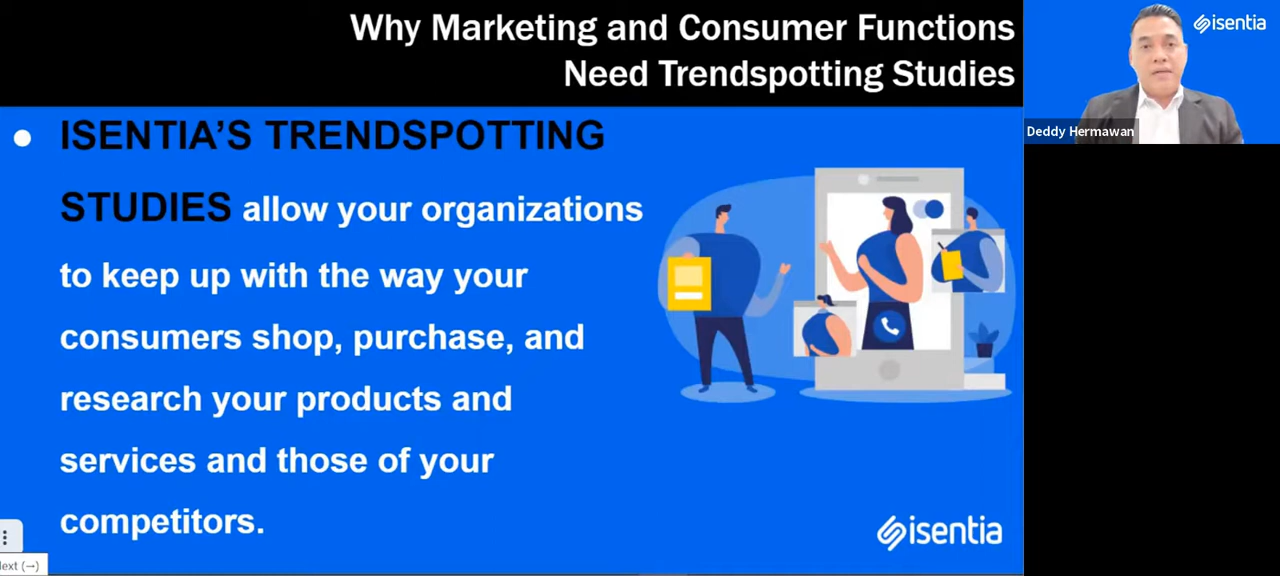 Why Marketing and Consumer Functions
Need Trendspotting Studies
isentia
Deddy Hermawan
ISENTIA'S TRENDSPOTTING
STUDIES allow your organizations
to keep up with the way your
consumers shop, purchase, and
research your products and
services and those of your
competitors.
isentia
lext (→)